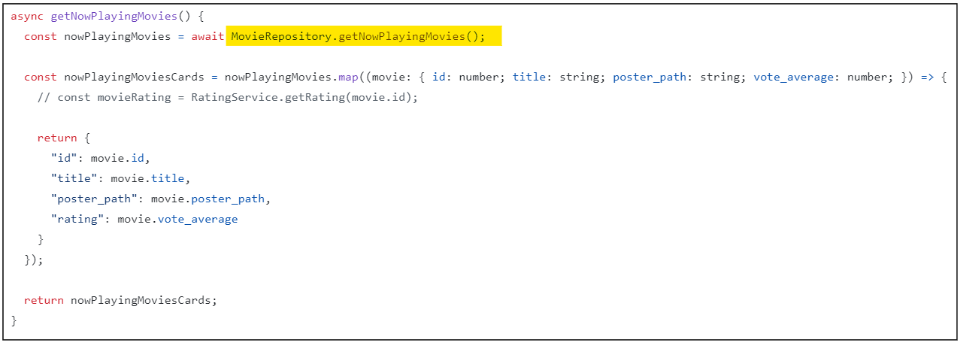 async getNowPlayingMovies() {
  const nowPlayingMovies = await MovieRepository.getNowPlayingMovies();
  const nowPlayingMoviesCards = nowPlayingMovies.map((movie: { id: number; title: string; poster_path: string; vote_average: number; }) => {
    // const movieRating = RatingService.getRating(movie.id);
    return {
      "id": movie.id,
      "title": movie.title,
      "poster_path": movie.poster_path,
      "rating": movie.vote_average
    }
  });
  return nowPlayingMoviesCards;
}